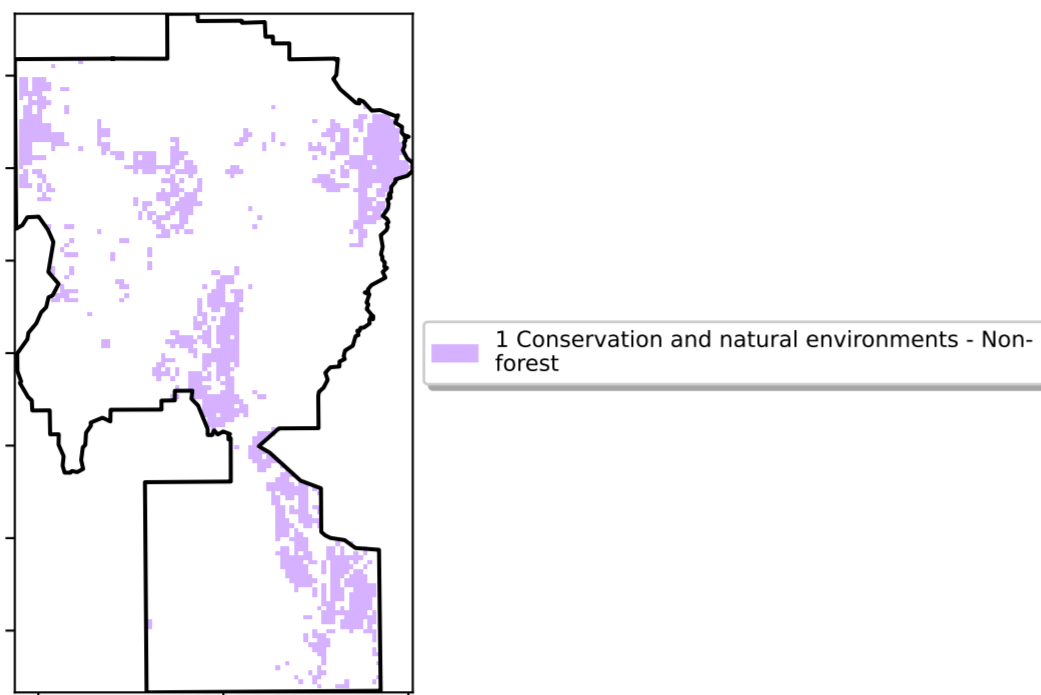 1 Conservation and natural environments - Non-
forest